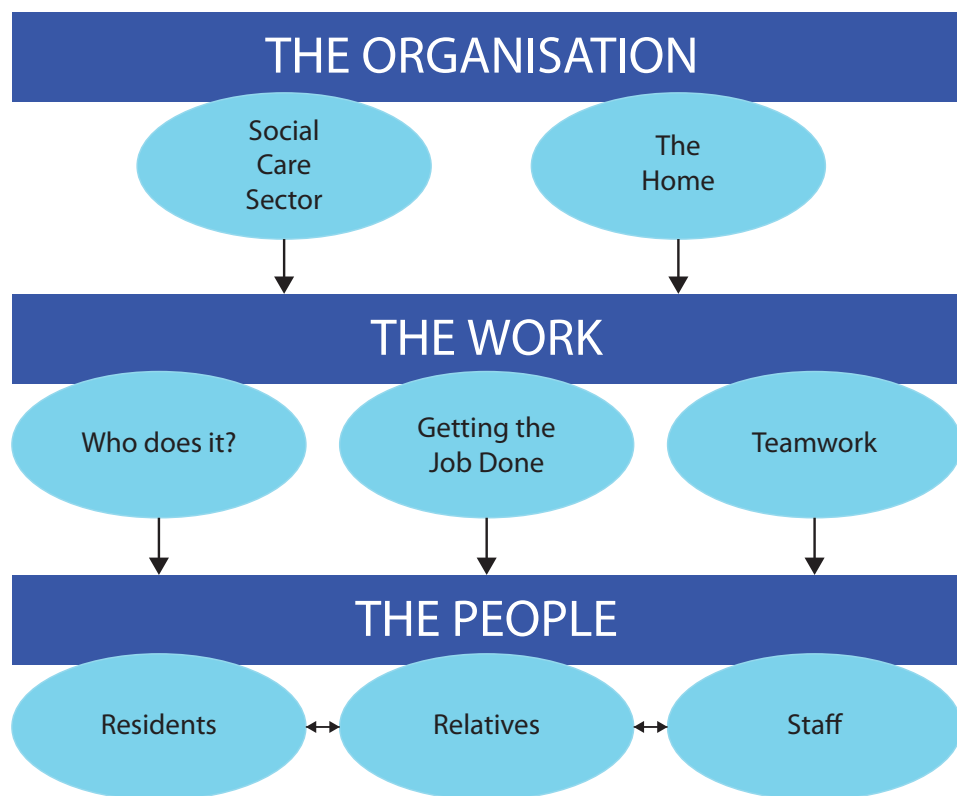 THE ORGANISATION
Social
Care
Sector
The
Home
THE WORK
Who does it?
Getting the
Job Done
Teamwork
THE PEOPLE
Residents
Relatives
Staff